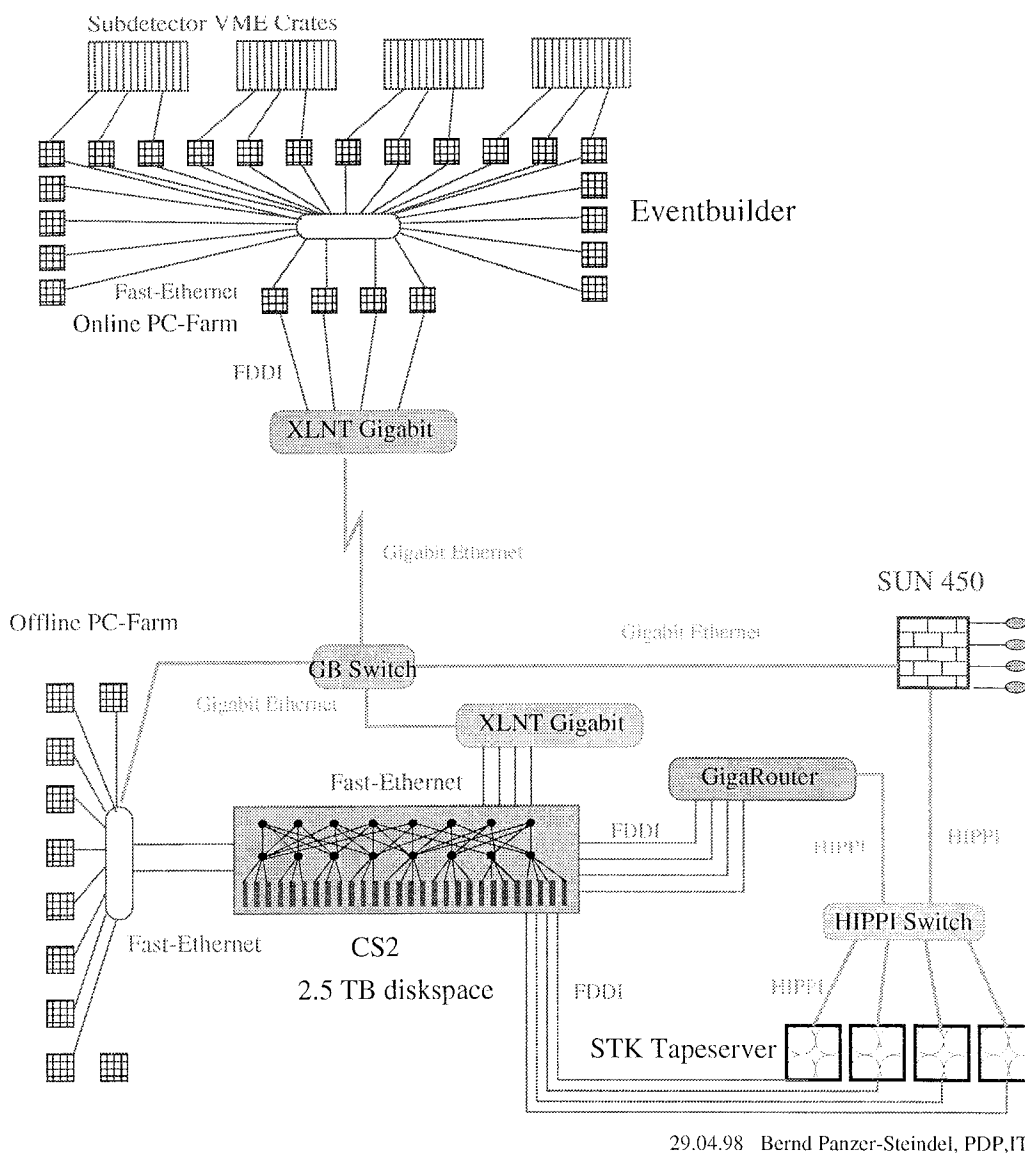 Subdetector VME Crates
Eventbuilder
Fast-Ethernet
Online PC-Farm
FDDI
XLNT Gigabit
Gigabit Ethernet
SUN 450
Offline PC-Farm
Gigabit Ethernet
GB Switch
Gigabit Ethernet
XLNT Gigabit
Fast-Ethernet
GigaRouter
FDDI
HIPPI
HIPPI
HIPPI Switch
Fast-Ethernet
CS2
2.5 TB diskspace
FDDI
HIPPI
STK Tapeserver
29.04.98 Bernd Panzer-Steindel, PDP,IT